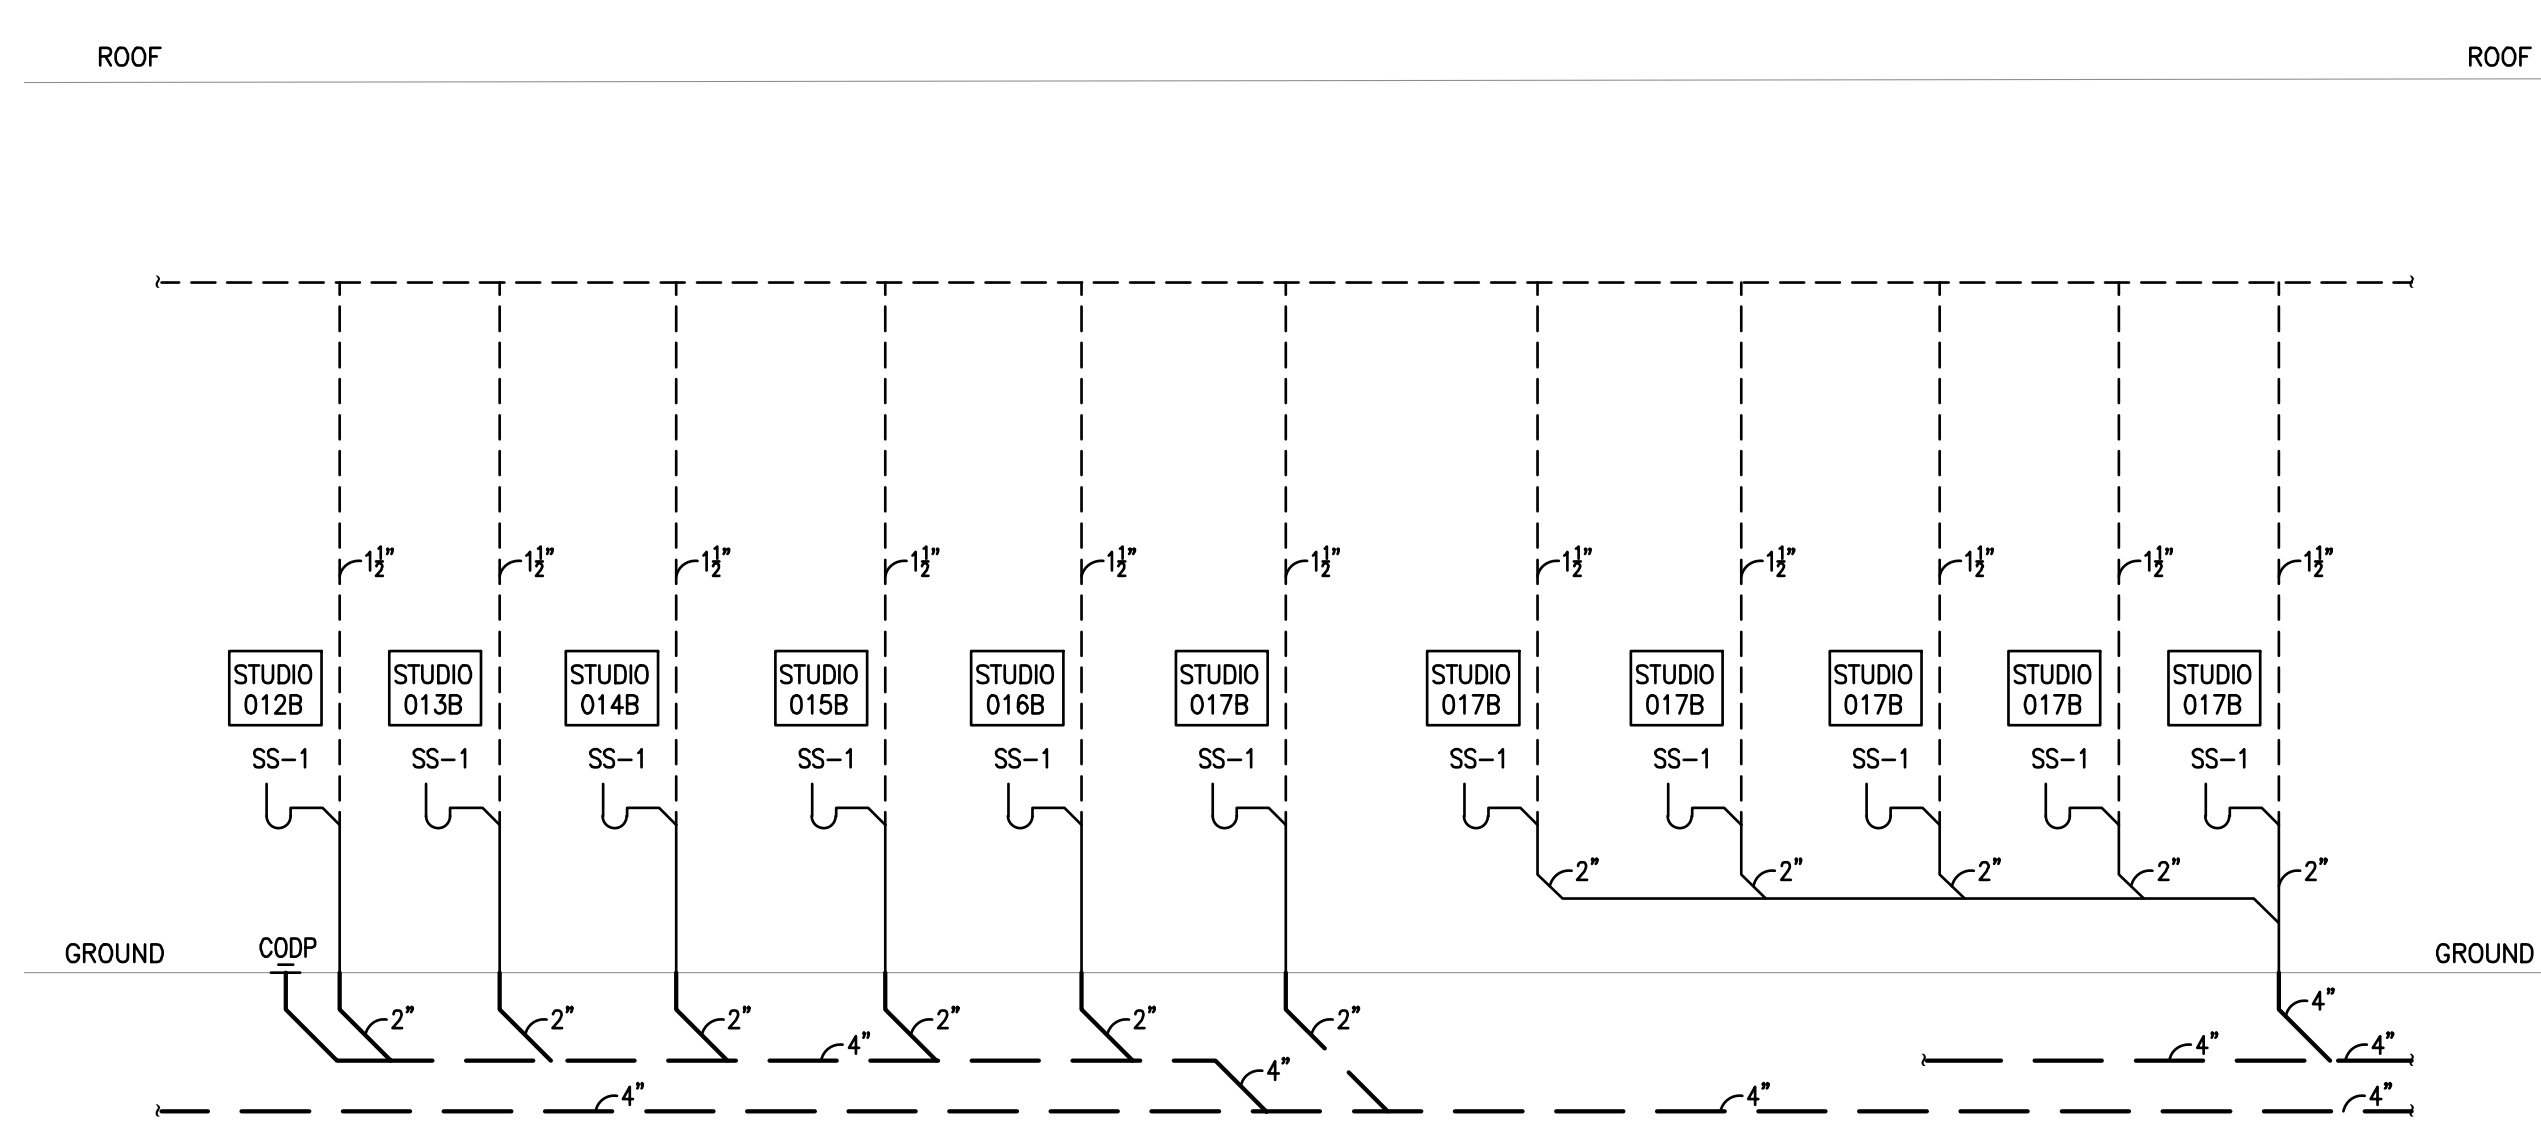 ROOF ROOF
1½” 1½” 1½” 1½” 1½” 1½” 1½” 1½” 1½” 1½” 1½”
STUDIO STUDIO STUDIO STUDIO STUDIO STUDIO STUDIO STUDIO STUDIO STUDIO STUDIO
012B 013B 014B 015B 016B 017B 017B 017B 017B 017B 017B
SS-1 SS-1 SS-1 SS-1 SS-1 SS-1 SS-1 SS-1 SS-1 SS-1 SS-1
2” 2” 2” 2” 2”
GROUND CODP GROUND
4”
2” 2” 2” 2” 2” 2”
4” 4” 4”
4”
4” 4” 4”